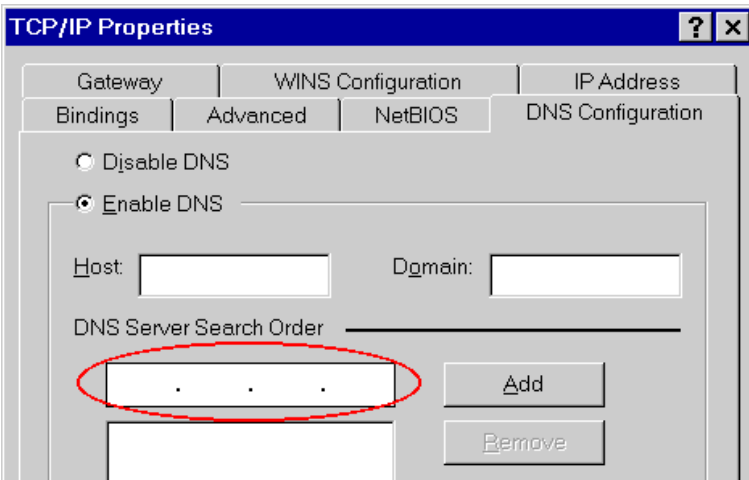 TCP/IP Properties
Gateway WINS Configuration IP Address
Bindings Advanced NetBIOS DNS Configuration
Disable DNS
Enable DNS
Host: Domain:
DNS Server Search Order
. . . Add
Remove